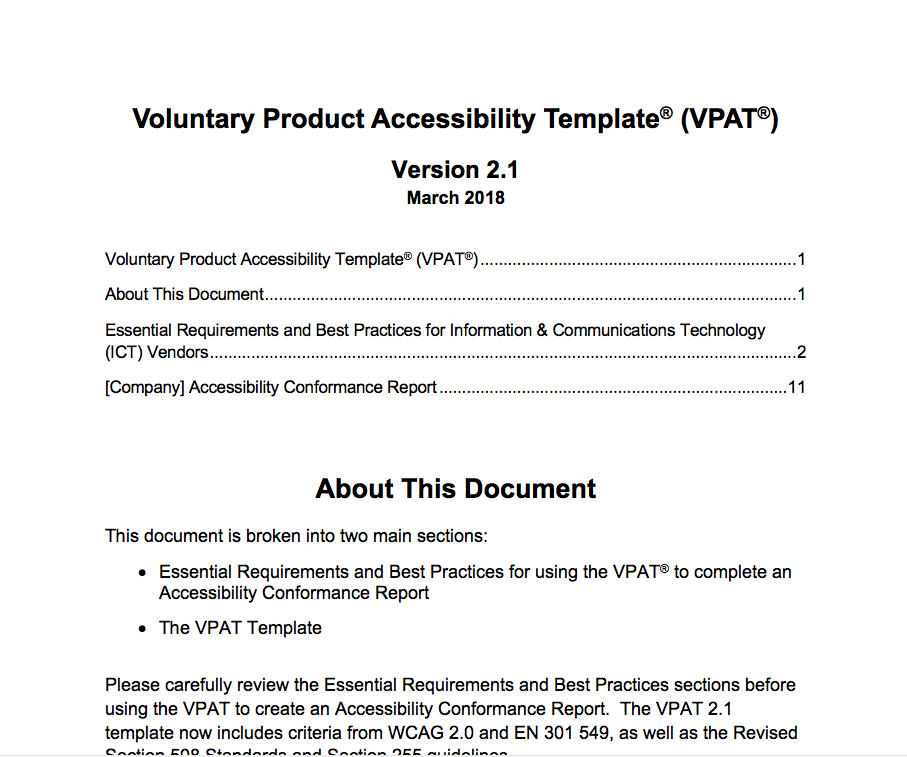 Voluntary Product Accessibility Template® (VPAT®)
Version 2.1
March 2018
Voluntary Product Accessibility Template® (VPAT®)......................................................................1
About This Document.....................................................................................................................1
Essential Requirements and Best Practices for Information & Communications Technology
(ICT) Vendors.................................................................................................................................2
[Company] Accessibility Conformance Report............................................................................11
About This Document
This document is broken into two main sections:
• Essential Requirements and Best Practices for using the VPAT® to complete an
Accessibility Conformance Report
• The VPAT Template
Please carefully review the Essential Requirements and Best Practices sections before
using the VPAT to create an Accessibility Conformance Report.  The VPAT 2.1
template now includes criteria from WCAG 2.0 and EN 301 549, as well as the Revised
Section 508 Standards and Section 255 guidelines.